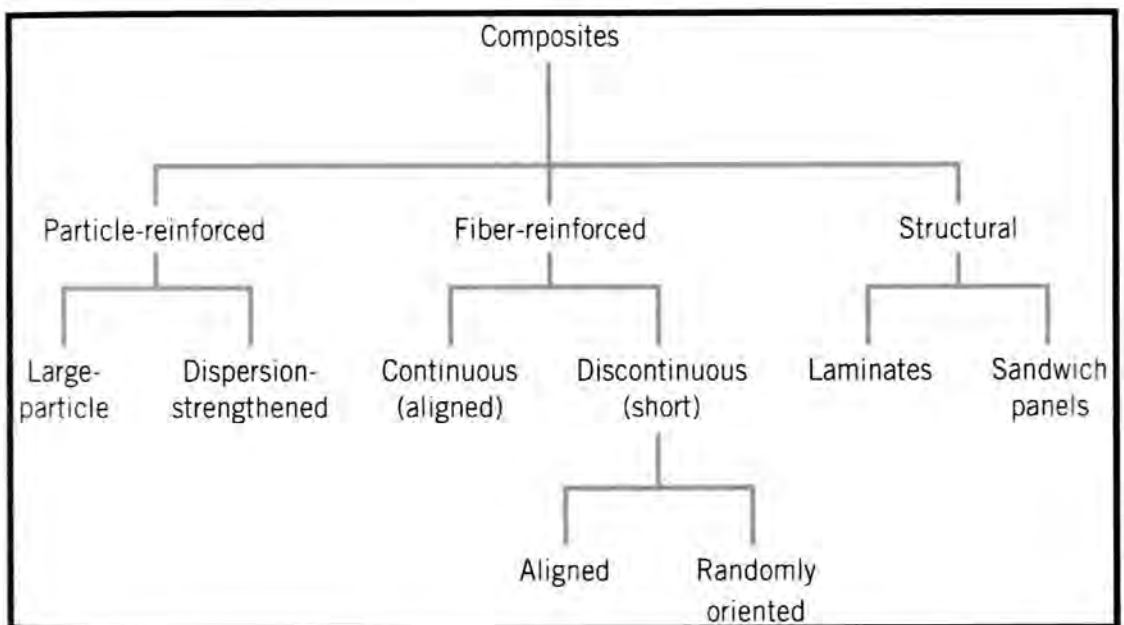 Composites
Particle-reinforced
Fiber-reinforced
Structural
Large-
particle
Dispersion-
strengthened
Continuous
(aligned)
Discontinuous
(short)
Laminates
Sandwich
panels
Aligned
Randomly
oriented